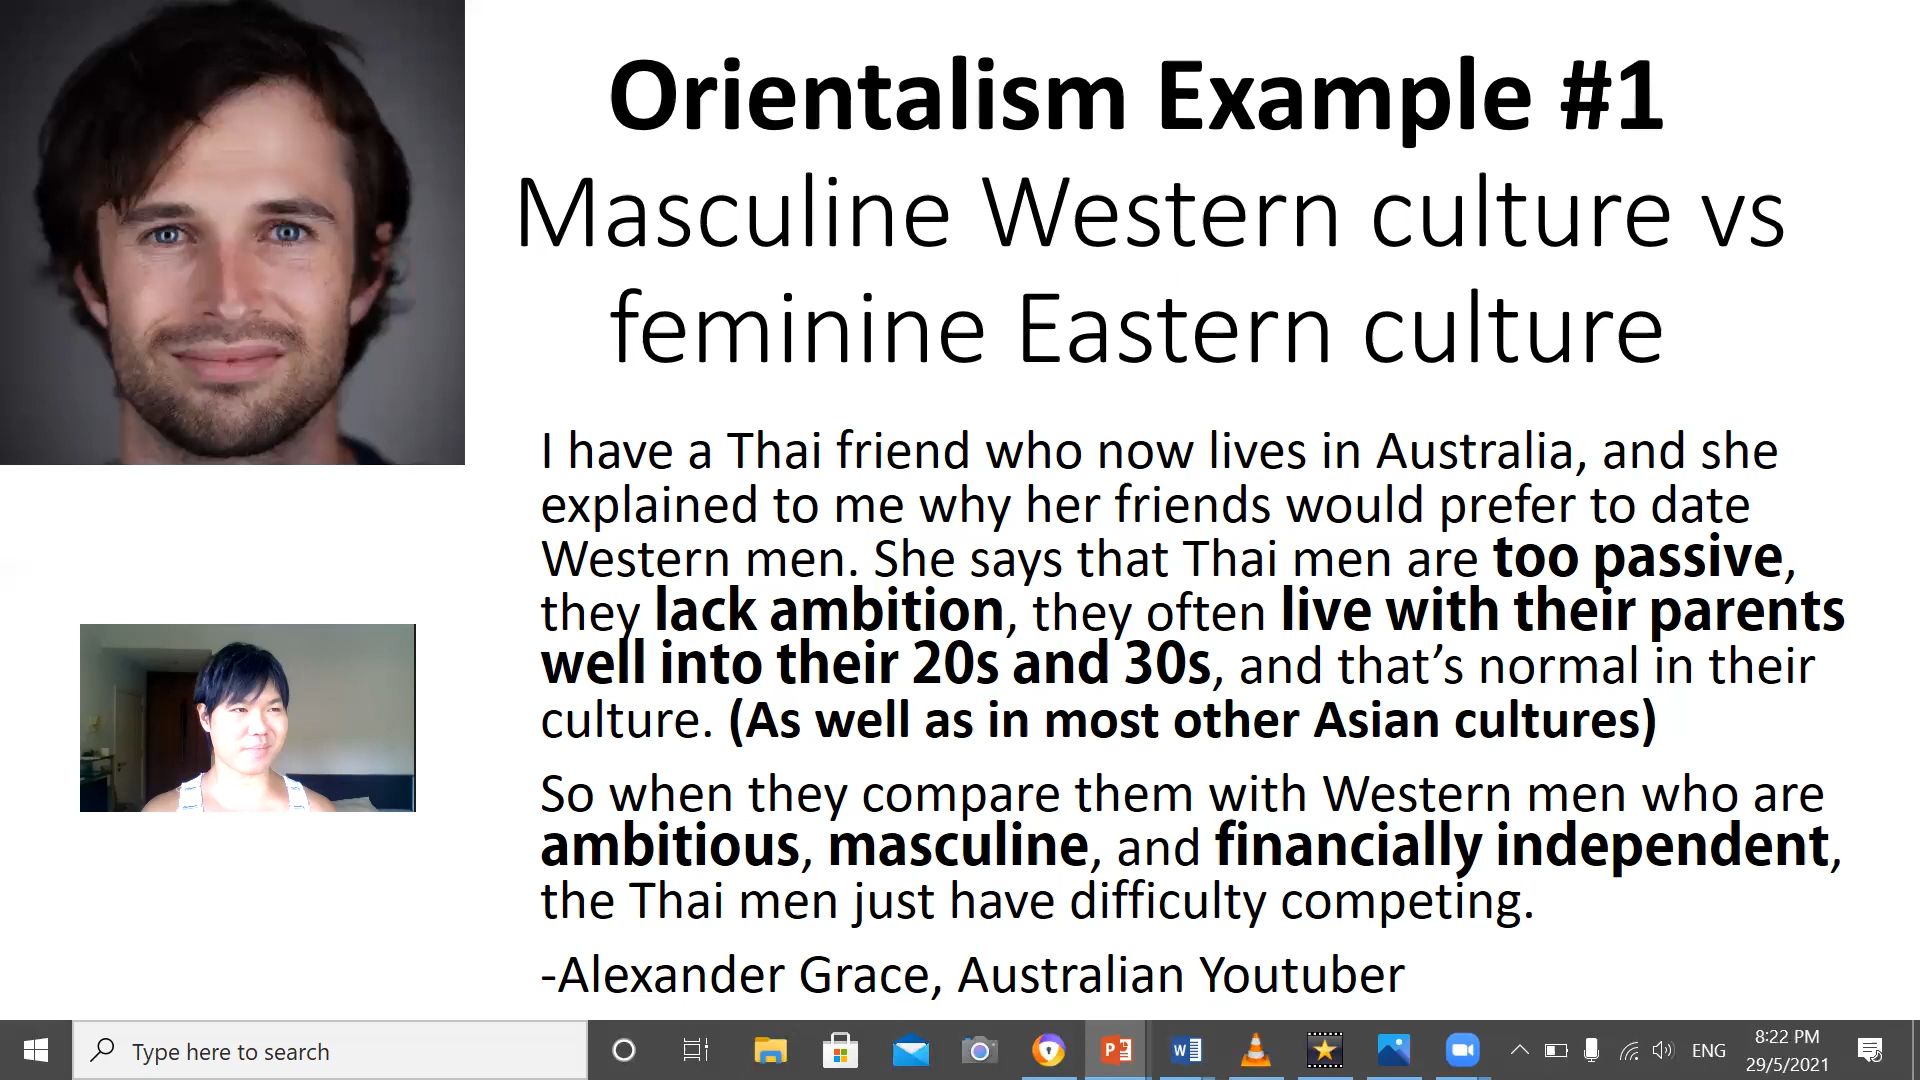 Orientalism Example #1
Masculine Western culture vs
feminine Eastern culture
I have a Thai friend who now lives in Australia, and she
explained to me why her friends would prefer to date
Western men. She says that Thai men are too passive,
they lack ambition, they often live with their parents
well into their 20s and 30s, and that’s normal in their
culture. (As well as in most other Asian cultures)
So when they compare them with Western men who are
ambitious, masculine, and financially independent,
the Thai men just have difficulty competing.
-Alexander Grace, Australian Youtuber
Type here to search
ENG
8:22 PM
29/5/2021